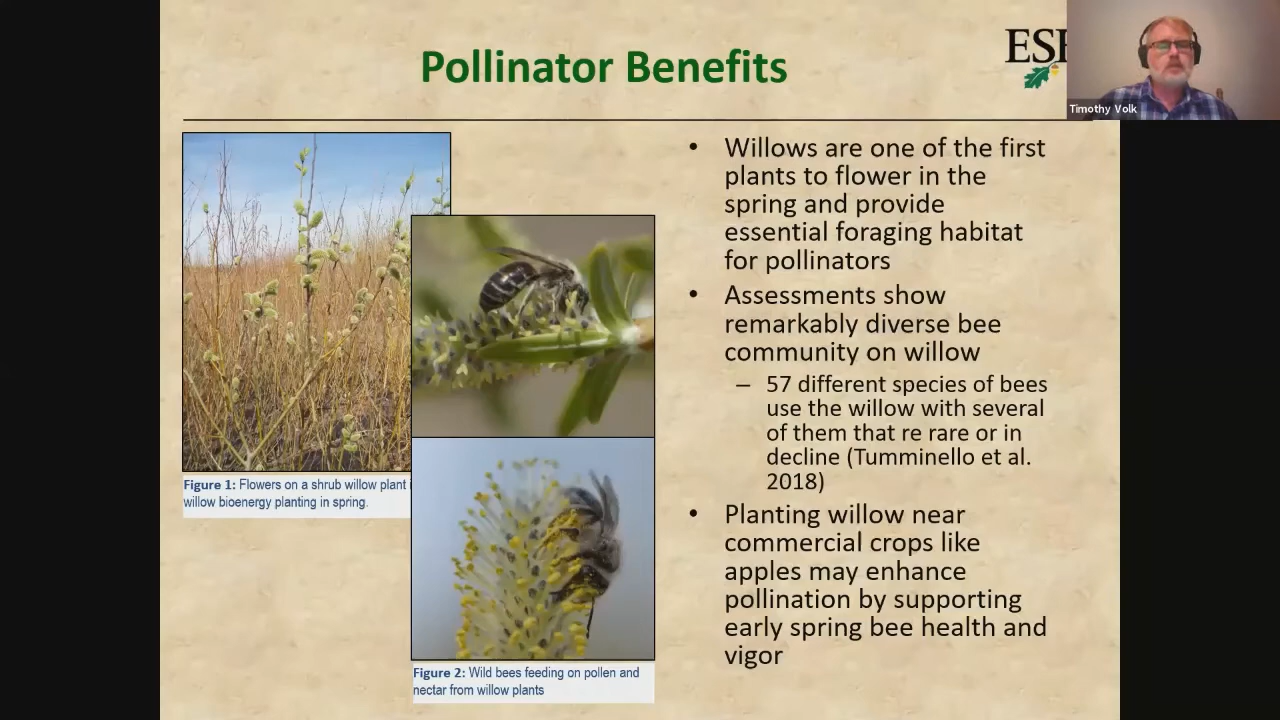 Pollinator Benefits
ESF
Timothy Volk
• Willows are one of the first
plants to flower in the
spring and provide
essential foraging habitat
for pollinators
• Assessments show
remarkably diverse bee
community on willow
– 57 different species of bees
use the willow with several
of them that re rare or in
decline (Tumminello et al.
2018)
• Planting willow near
commercial crops like
apples may enhance
pollination by supporting
early spring bee health and
vigor
Figure 1: Flowers on a shrub willow plant
willow bioenergy planting in spring.
Figure 2: Wild bees feeding on pollen and
nectar from willow plants